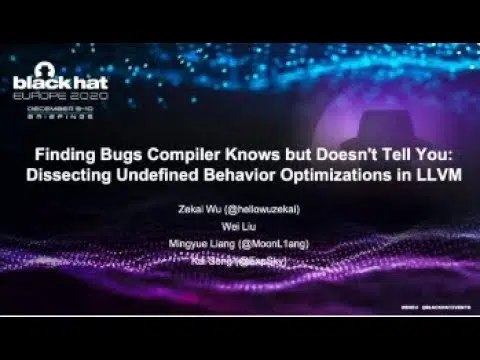 black hat
EUROPE 2020
DECEMBER 9-10
BRIEFINGS
Finding Bugs Compiler Knows but Doesn't Tell You:
Dissecting Undefined Behavior Optimizations in LLVM
Zekai Wu (@hellowuzekai)
Wei Liu
Mingyue Liang (@MoonL1ang)
Kai Song (@ExpSky)
#BHEU @BLACKHATEVENTS